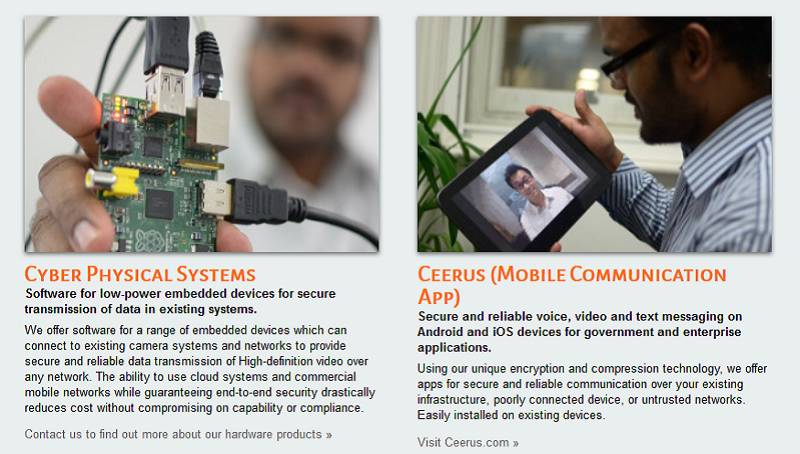 Cyber Physical Systems
Software for low-power embedded devices for secure
transmission of data in existing systems.
We offer software for a range of embedded devices which can
connect to existing camera systems and networks to provide
secure and reliable data transmission of High-definition video over
any network. The ability to use cloud systems and commercial
mobile networks while guaranteeing end-to-end security drastically
reduces cost without compromising on capability or compliance.
Contact us to find out more about our hardware products »
Ceerus (Mobile Communication
App)
Secure and reliable voice, video and text messaging on
Android and iOS devices for government and enterprise
applications.
Using our unique encryption and compression technology, we offer
apps for secure and reliable communication over your existing
infrastructure, poorly connected device, or untrusted networks.
Easily installed on existing devices.
Visit Ceerus.com »